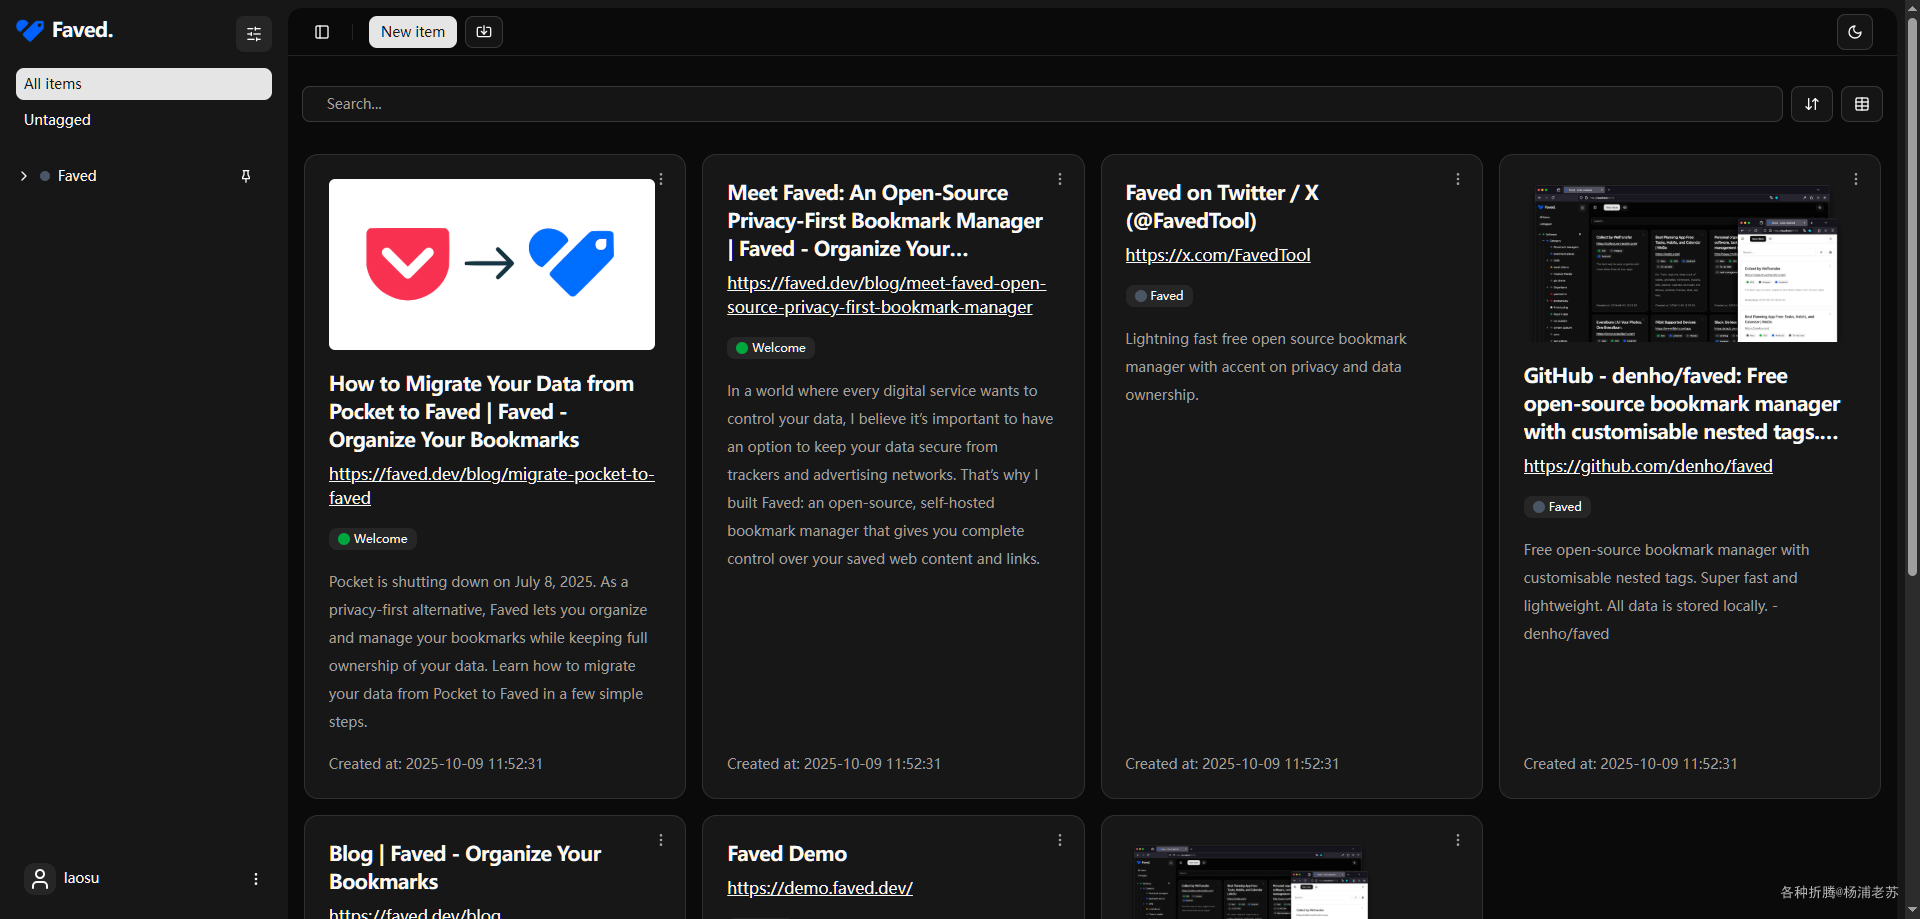 Faved.
New item
All items
Search...
Untagged
Faved
How to Migrate Your Data from
Pocket to Faved | Faved -
Organize Your Bookmarks
https://faved.dev/blog/migrate-pocket-to-
faved
Welcome
Pocket is shutting down on July 8, 2025. As a
privacy-first alternative, Faved lets you organize
and manage your bookmarks while keeping full
ownership of your data. Learn how to migrate
your data from Pocket to Faved in a few simple
steps.
Created at: 2025-10-09 11:52:31
Meet Faved: An Open-Source
Privacy-First Bookmark Manager
| Faved - Organize Your...
https://faved.dev/blog/meet-faved-open-
source-privacy-first-bookmark-manager
Welcome
In a world where every digital service wants to
control your data, I believe it's important to have
an option to keep your data secure from
trackers and advertising networks. That's why I
built Faved: an open-source, self-hosted
bookmark manager that gives you complete
control over your saved web content and links.
Created at: 2025-10-09 11:52:31
Faved on Twitter / X
(@FavedTool)
https://x.com/FavedTool
Faved
Lightning fast free open source bookmark
manager with accent on privacy and data
ownership.
Created at: 2025-10-09 11:52:31
GitHub - denho/faved: Free
open-source bookmark manager
with customisable nested tags....
https://github.com/denho/faved
Faved
Free open-source bookmark manager with
customisable nested tags. Super fast and
lightweight. All data is stored locally. -
denho/faved
Created at: 2025-10-09 11:52:31
Blog | Faved - Organize Your
Bookmarks
https://faved.dev/blog
Faved Demo
https://demo.faved.dev/
laosu
各种折腾@杨浦老苏